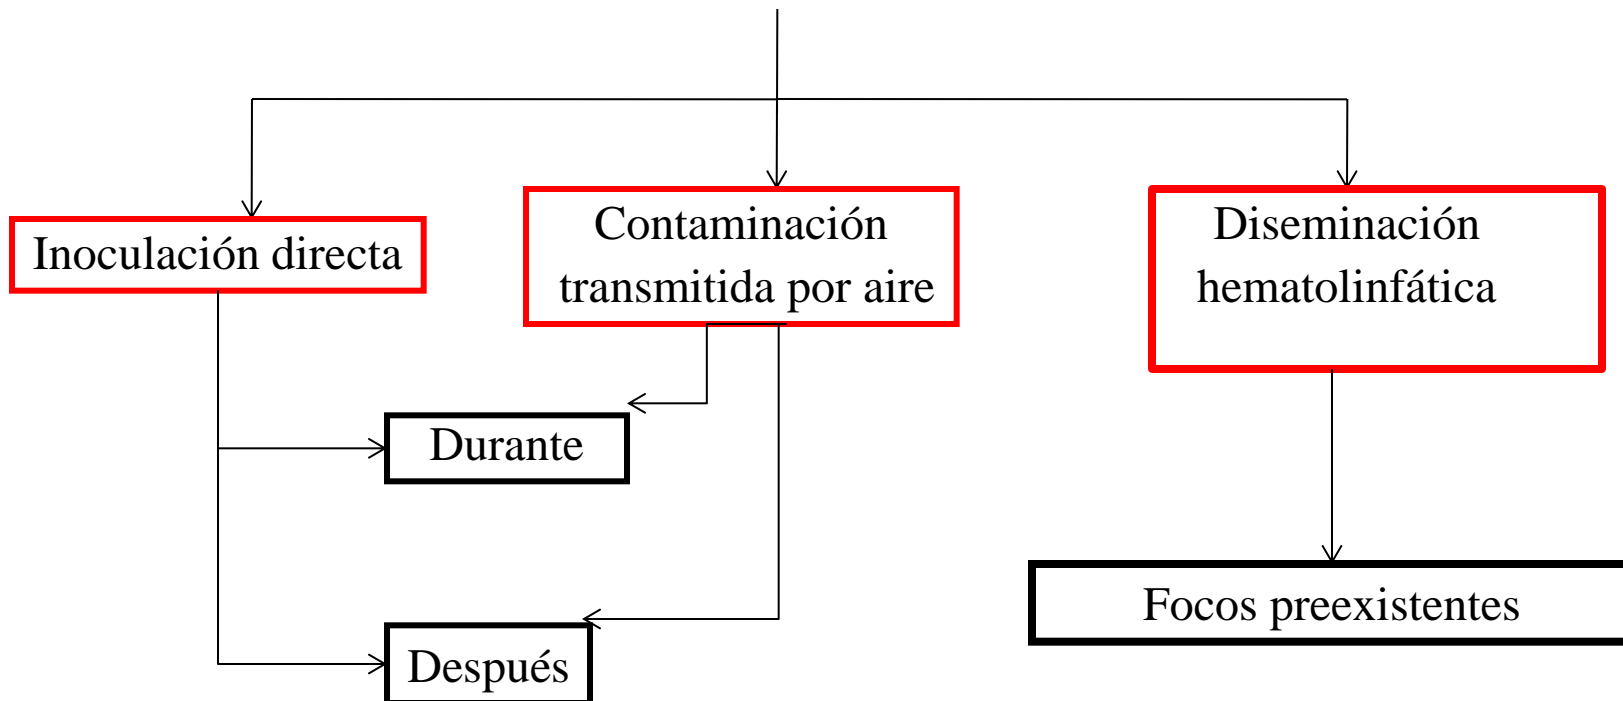 Inoculación directa
Contaminación
transmitida por aire
Diseminación
hematolinfática
Durante
Después
Focos preexistentes